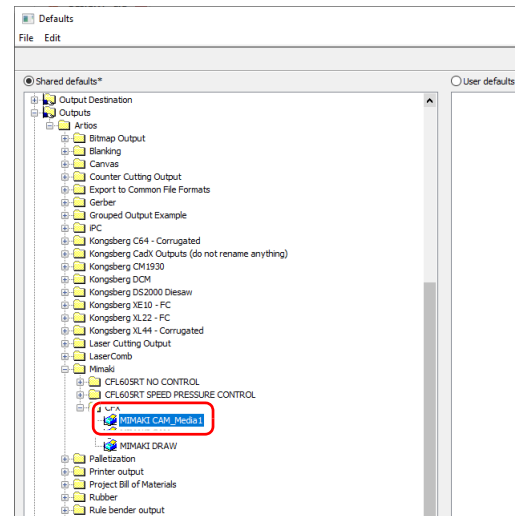 Defaults
File Edit
Shared defaults*
User defaults
Output Destination
Outputs
Artios
Bitmap Output
Blanking
Canvas
Counter Cutting Output
Export to Common File Formats
Gerber
Grouped Output Example
iPC
Kongsberg C64 - Corrugated
Kongsberg CadX Outputs (do not rename anything)
Kongsberg CM1930
Kongsberg DCM
Kongsberg DS2000 Diesaw
Kongsberg XE10 - FC
Kongsberg XL22 - FC
Kongsberg XL44 - Corrugated
Laser Cutting Output
LaserComb
Mimaki
CFL605RT NO CONTROL
CFL605RT SPEED PRESSURE CONTROL
CFX
MIMAKI CAM_Media1
MIMAKI DRAW
Palletization
Printer output
Project Bill of Materials
Rubber
Rule bender output